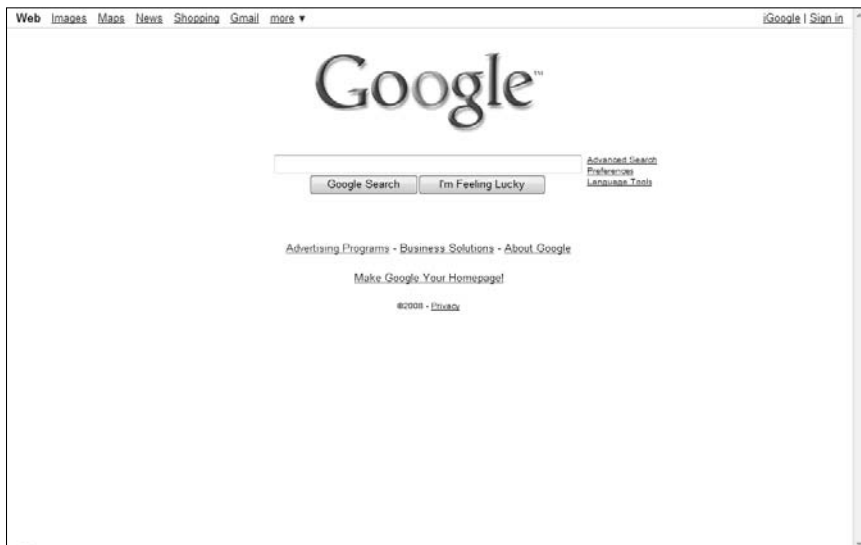 Web Images Maps News Shopping Gmail more ▼ iGoogle | Sign in
Google™
Advanced Search
Preferences
Language Tools
Google Search I'm Feeling Lucky
Advertising Programs - Business Solutions - About Google
Make Google Your Homepage!
©2008 - Privacy